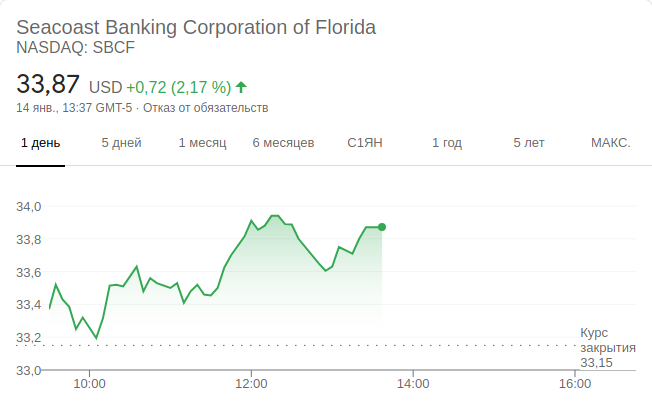 Seacoast Banking Corporation of Florida
NASDAQ: SBCF
33,87 USD +0,72 (2,17 %)
14 янв., 13:37 GMT-5 · Отказ от обязательств
1 день 5 дней 1 месяц 6 месяцев С1ЯН 1 год 5 лет МАКС.
34,0
33,8
33,6
33,4
33,2
33,0
Курс
закрытия
33,15
10:00 12:00 14:00 16:00